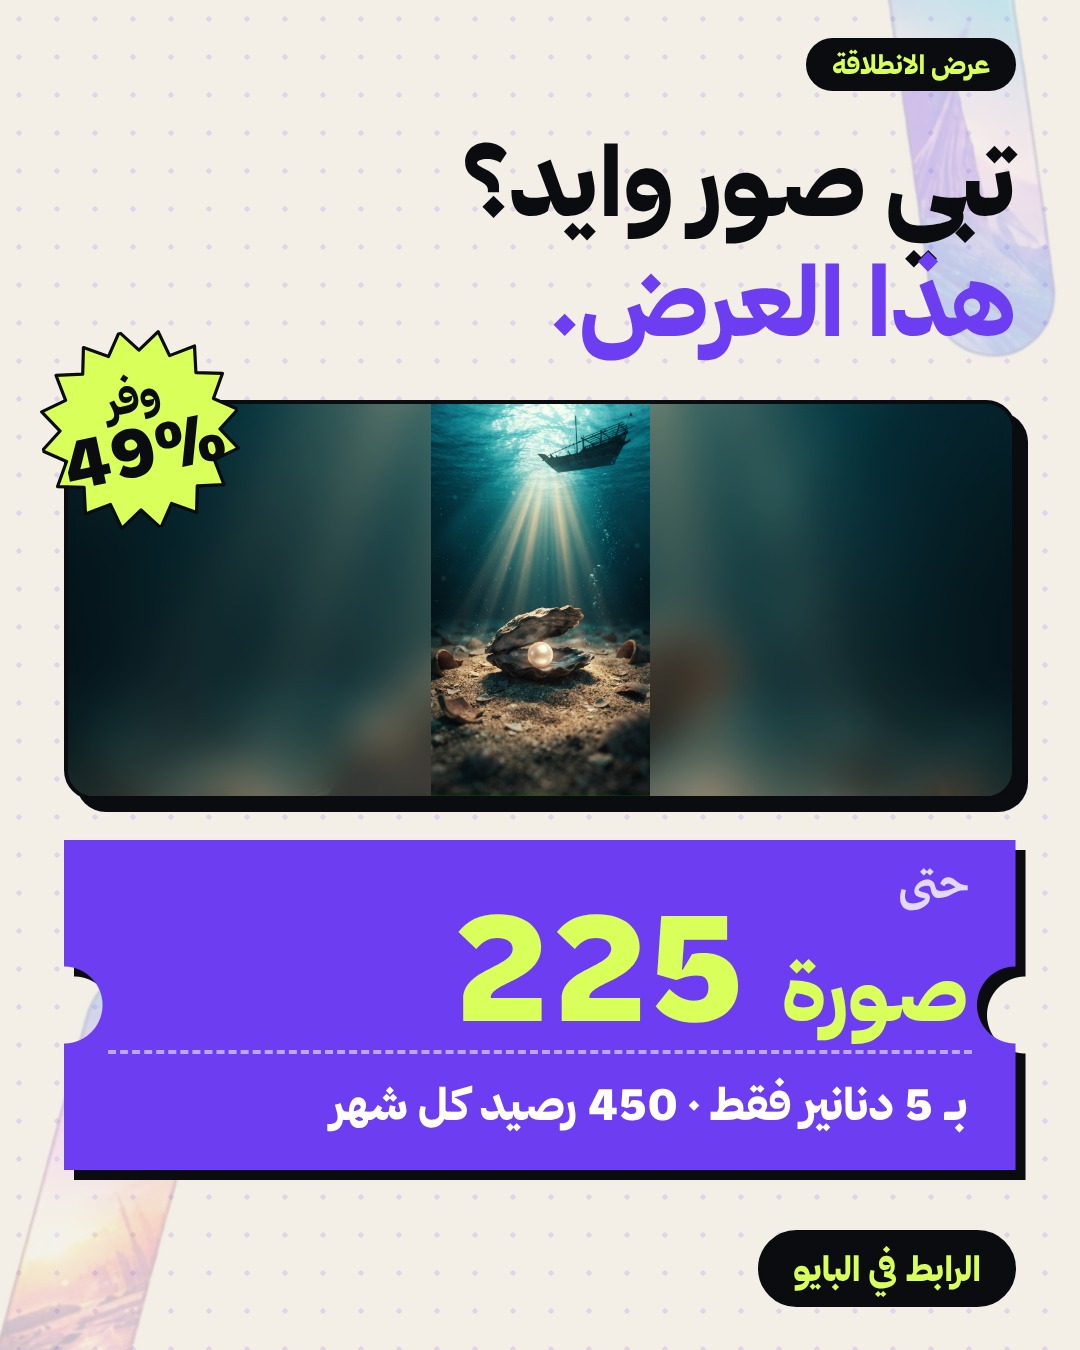 عرض الانطلاقة
تبي صور وايد؟
هذا العرض.
وفر
49%
حتى
225 صورة
بـ 5 دنانير فقط · 450 رصيد كل شهر
الرابط في البايو